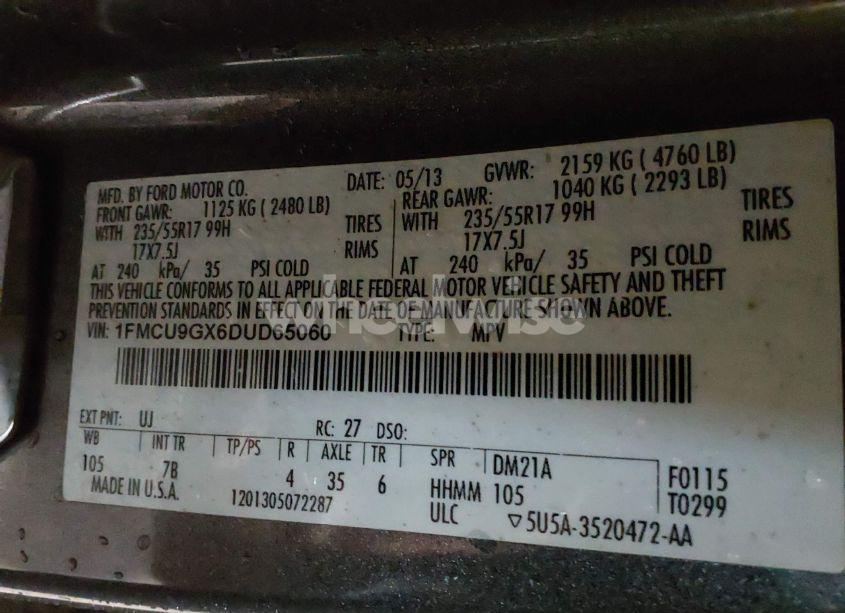 MFD. BY FORD MOTOR CO. DATE: 05/13 GVWR: 2159 KG ( 4760 LB)
FRONT GAWR: 1125 KG ( 2480 LB) REAR GAWR: 1040 KG ( 2293 LB)
WITH 235/55R17 99H TIRES WITH 235/55R17 99H TIRES
17X7.5J RIMS 17X7.5J RIMS
AT 240 kPa/ 35 PSI COLD AT 240 kPa/ 35 PSI COLD
THIS VEHICLE CONFORMS TO ALL APPLICABLE FEDERAL MOTOR VEHICLE SAFETY AND THEFT
PREVENTION STANDARDS IN EFFECT ON THE DATE OF MANUFACTURE SHOWN ABOVE.
wheelwise
VIN: 1FMCU9GX6DUD65060 TYPE: MPV
EXT PNT: UJ RC: 27 DSO:
WB INT TR TP/PS R AXLE TR SPR DM21A F0115
105 7B 4 35 6 HHMM 105 T0299
MADE IN U.S.A. 1201305072287 ULC ▽5U5A-3520472-AA